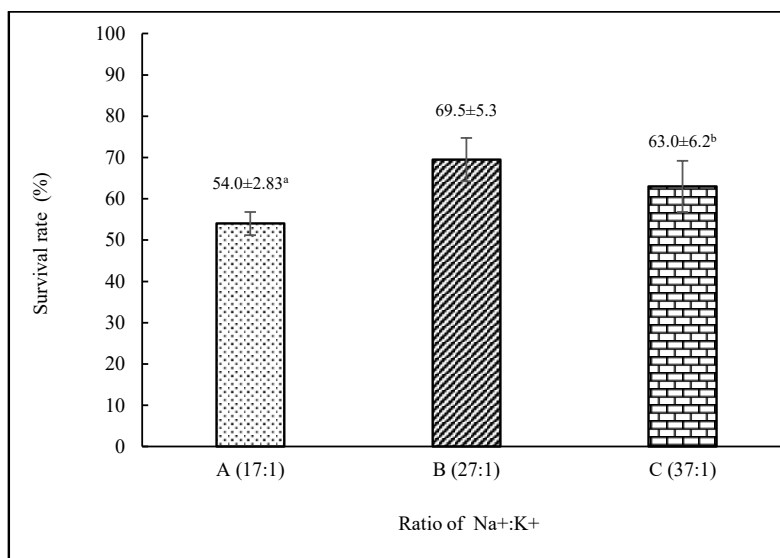 100
90
80
70
60
50
40
30
20
10
0
Survival rate (%)
54.0±2.83ᵃ
69.5±5.3
63.0±6.2ᵇ
A (17:1)
B (27:1)
C (37:1)
Ratio of Na+:K+